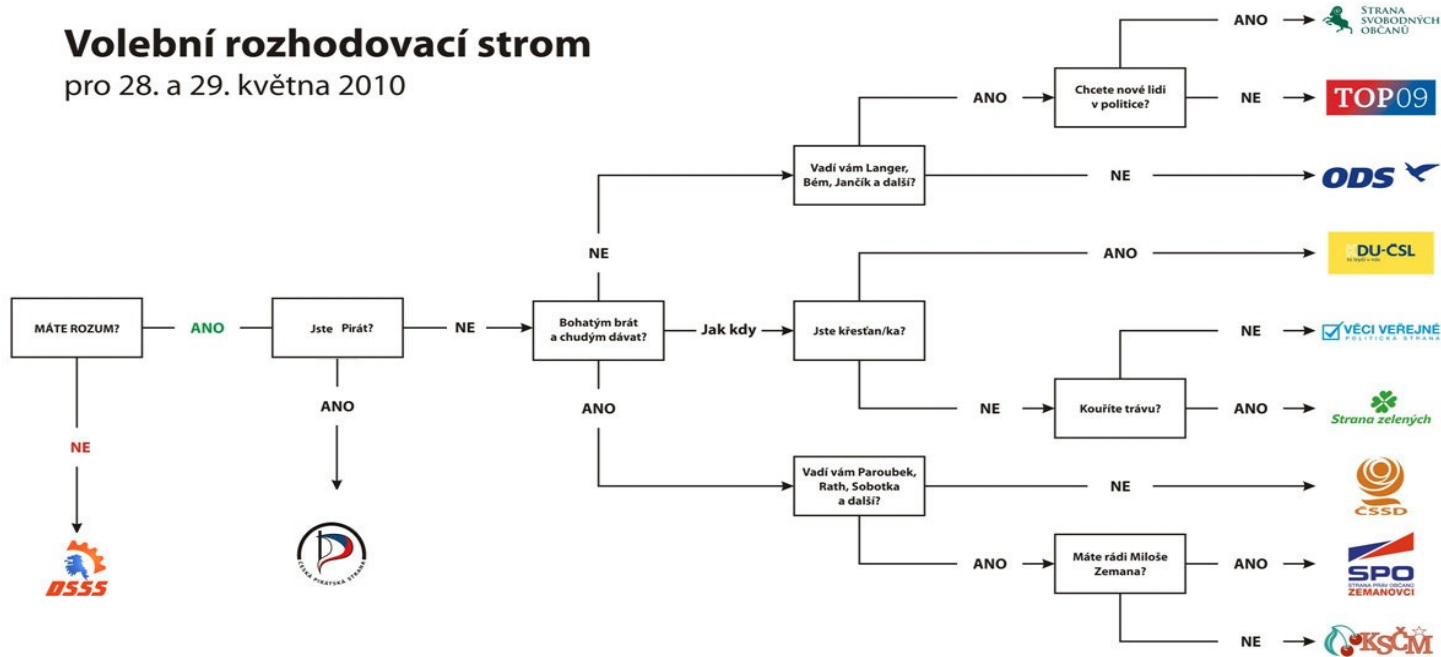 Volební rozhodovací strom
pro 28. a 29. května 2010
ANO
STRANA
SVOBODNÝCH
OBČANŮ
Chcete nové lidi
v politice?
ANO
NE
TOP09
Vadí vám Langer,
Bém, Jančík a další?
NE
ODS
NE
ANO
KDU-ČSL
MÁTE ROZUM?
ANO
Jste Pirát?
NE
Bohatým brát
a chudým dávat?
Jak kdy
Jste křesťan/ka?
NE
VĚCI VEŘEJNÉ
POLITICKÁ STRANA
ANO
ANO
NE
Kouříte trávu?
ANO
Strana zelených
NE
Vadí vám Paroubek,
Rath, Sobotka
a další?
NE
ČSSD
ČESKÁ PIRÁTSKÁ STRANA
DSSS
ANO
Máte rádi Miloše
Zemana?
ANO
SPO
STRANA PRÁV OBČANŮ
ZEMANOVCI
NE
KSČM